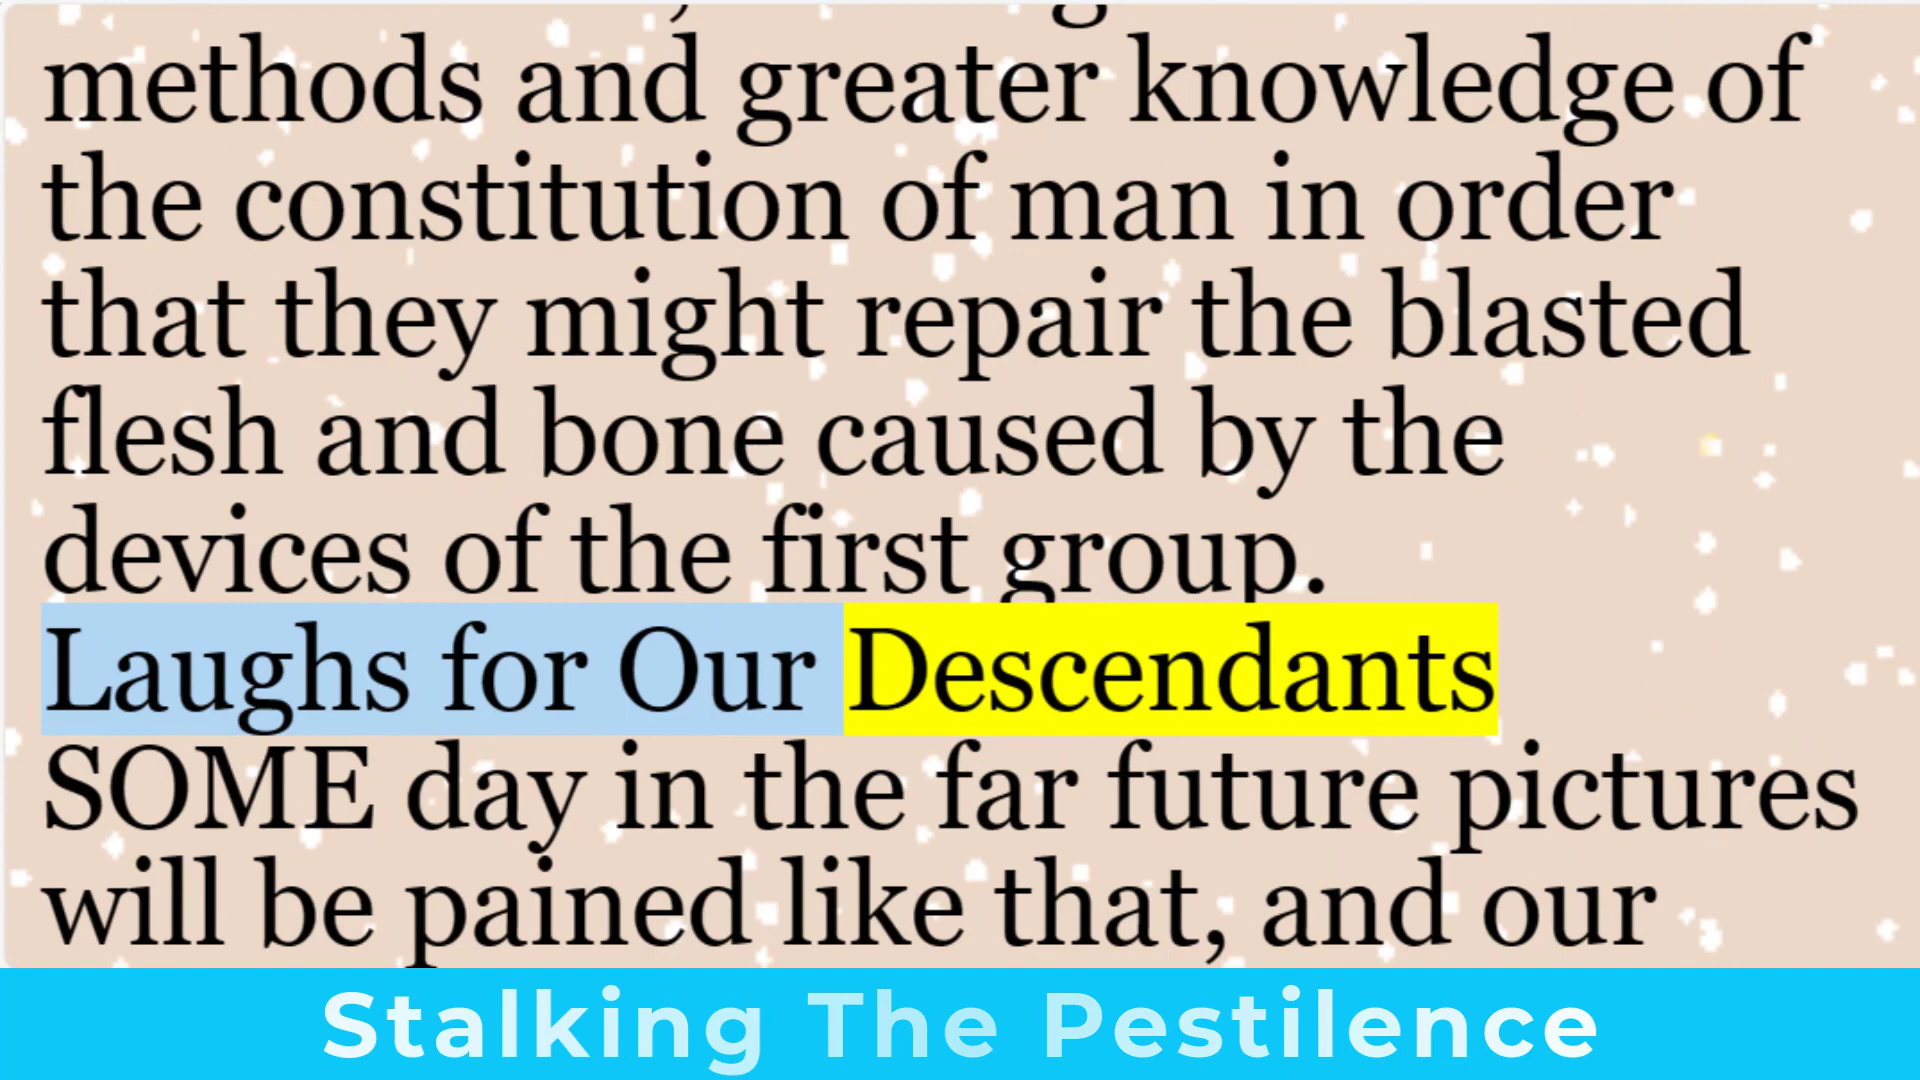 methods and greater knowledge of
the constitution of man in order
that they might repair the blasted
flesh and bone caused by the
devices of the first group.
Laughs for Our Descendants
SOME day in the far future pictures
will be pained like that, and our
Stalking The Pestilence